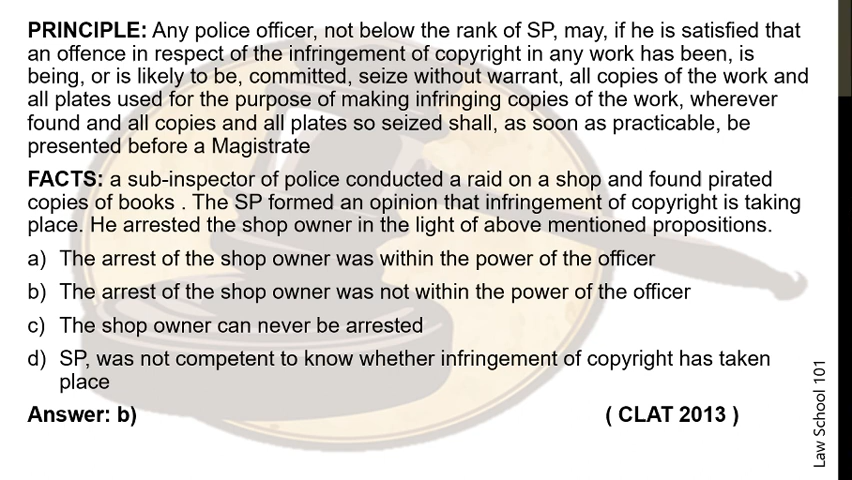 PRINCIPLE: Any police officer, not below the rank of SP, may, if he is satisfied that
an offence in respect of the infringement of copyright in any work has been, is
being, or is likely to be, committed, seize without warrant, all copies of the work and
all plates used for the purpose of making infringing copies of the work, wherever
found and all copies and all plates so seized shall, as soon as practicable, be
presented before a Magistrate
FACTS: a sub-inspector of police conducted a raid on a shop and found pirated
copies of books . The SP formed an opinion that infringement of copyright is taking
place. He arrested the shop owner in the light of above mentioned propositions.
a) The arrest of the shop owner was within the power of the officer
b) The arrest of the shop owner was not within the power of the officer
c) The shop owner can never be arrested
d) SP, was not competent to know whether infringement of copyright has taken
place
Answer: b) ( CLAT 2013 )
Law School 101